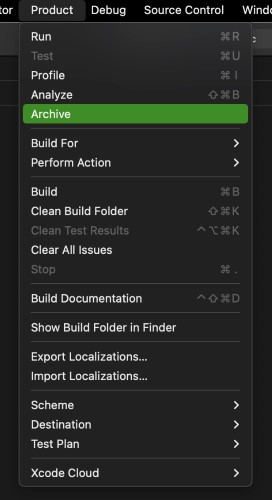 tor Product Debug Source Control Windo
Run ⌘R
Test ⌘U
Profile ⌘I
Analyze ⇧⌘B
Archive
Build For
Perform Action
Build ⌘B
Clean Build Folder ⇧⌘K
Clean Test Results ⌃⌥⌘K
Clear All Issues
Stop ⌘.
Build Documentation ⌃⇧⌘D
Show Build Folder in Finder
Export Localizations...
Import Localizations...
Scheme
Destination
Test Plan
Xcode Cloud